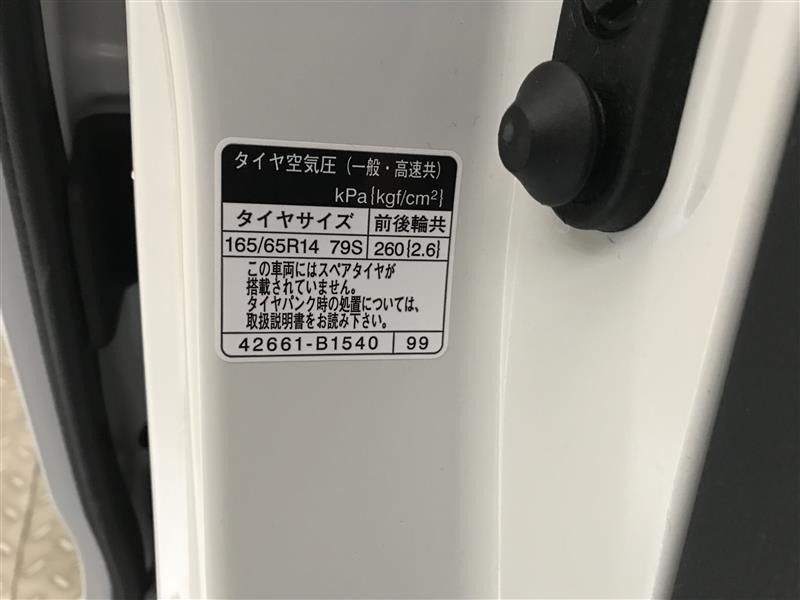 タイヤ空気圧（一般・高速共）
kPa{kgf/cm²}
タイヤサイズ 前後輪共
165/65R14 79S 260{2.6}
この車両にはスペアタイヤが
搭載されていません。
タイヤパンク時の処置については、
取扱説明書をお読み下さい。
42661-B1540 99